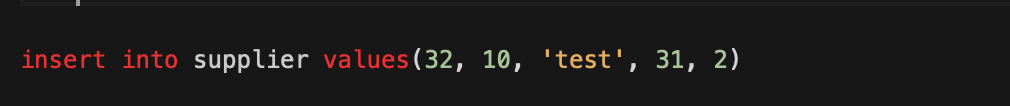 insert into supplier values(32, 10, 'test', 31, 2)